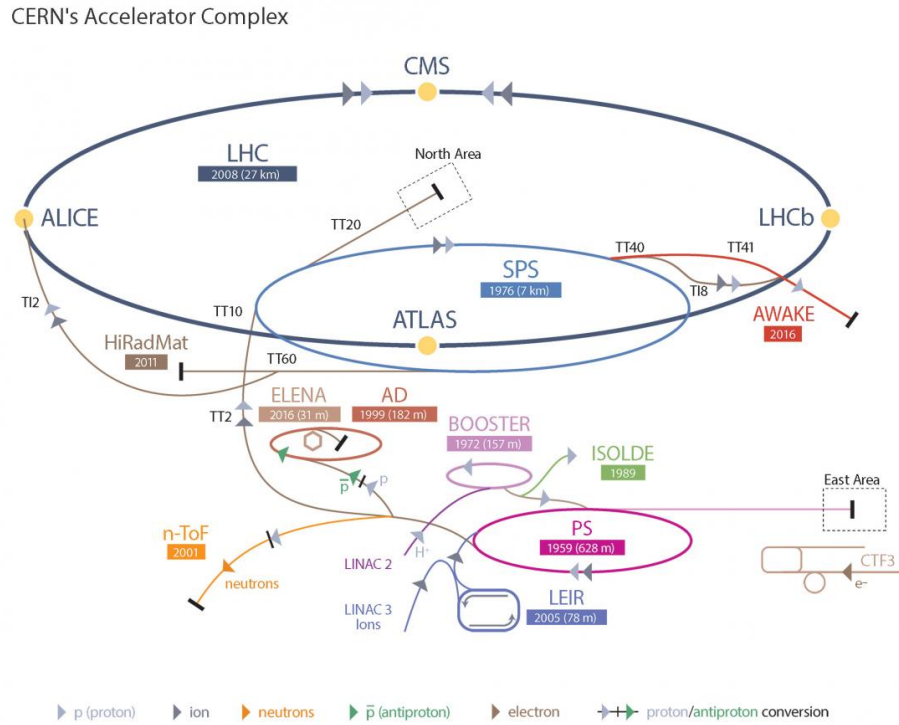 CERN's Accelerator Complex
CMS
LHC
2008 (27 km)
North Area
ALICE
TT20
LHCb
TT40
TT41
SPS
1976 (7 km)
TI2
TT10
TI8
ATLAS
AWAKE
2016
HiRadMat
2011
TT60
ELENA
2016 (31 m)
AD
1999 (182 m)
TT2
BOOSTER
1972 (157 m)
ISOLDE
1989
p̅
p
East Area
n-ToF
2001
PS
1959 (628 m)
H⁺
LINAC 2
neutrons
CTF3
e-
LINAC 3
Ions
LEIR
2005 (78 m)
p (proton)
ion
neutrons
p̅ (antiproton)
electron
proton/antiproton conversion